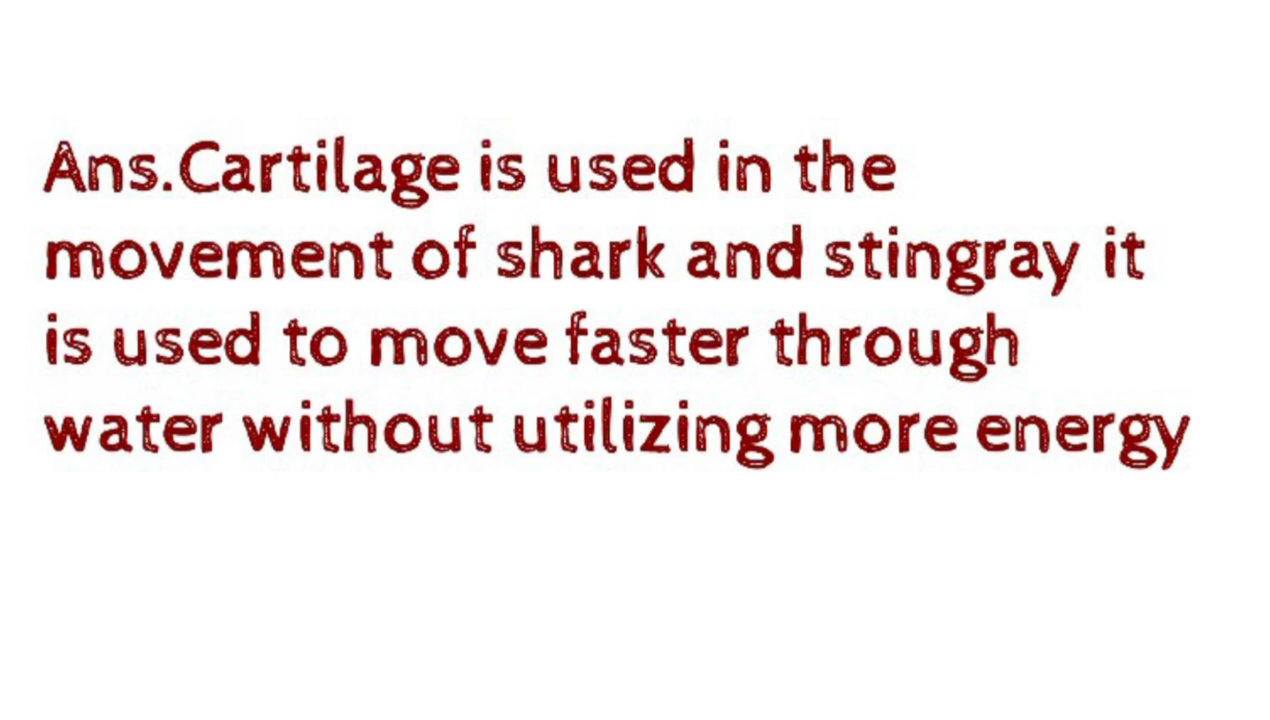 Ans.Cartilage is used in the
movement of shark and stingray it
is used to move faster through
water without utilizing more energy